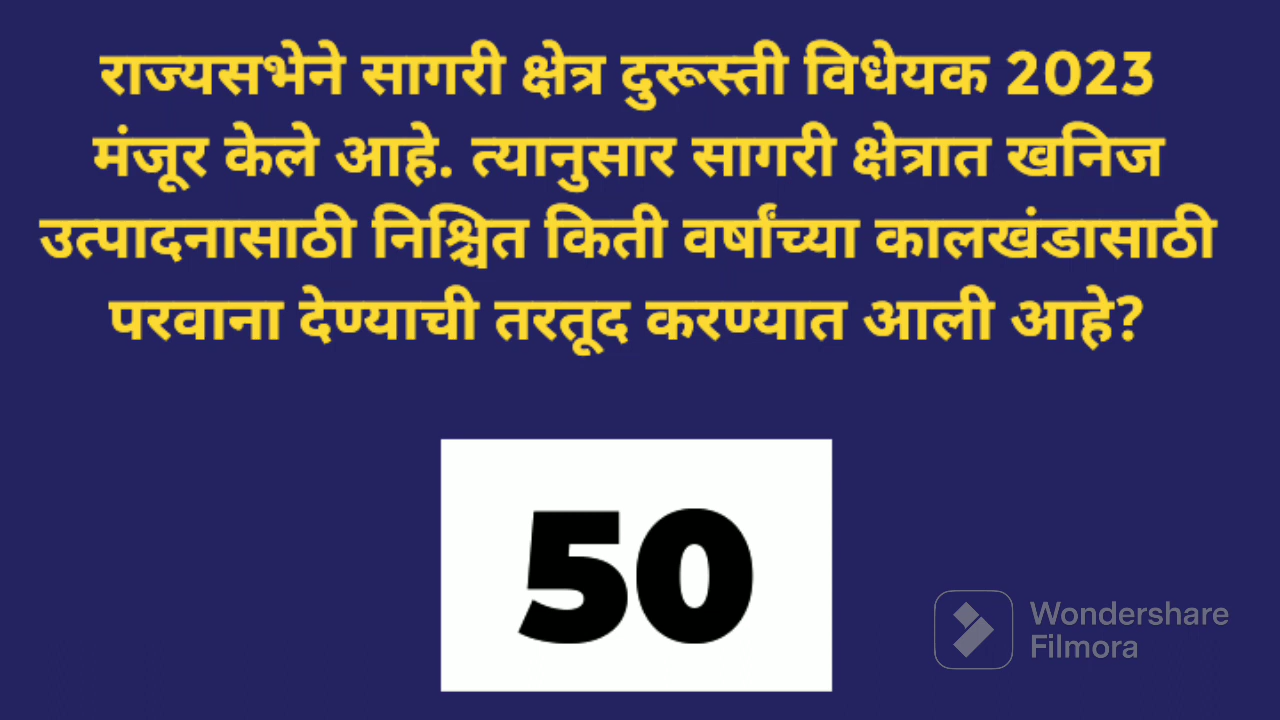 राज्यसभेने सागरी क्षेत्र दुरूस्ती विधेयक 2023
मंजूर केले आहे. त्यानुसार सागरी क्षेत्रात खनिज
उत्पादनासाठी निश्चित किती वर्षांच्या कालखंडासाठी
परवाना देण्याची तरतूद करण्यात आली आहे?
50
Wondershare
Filmora